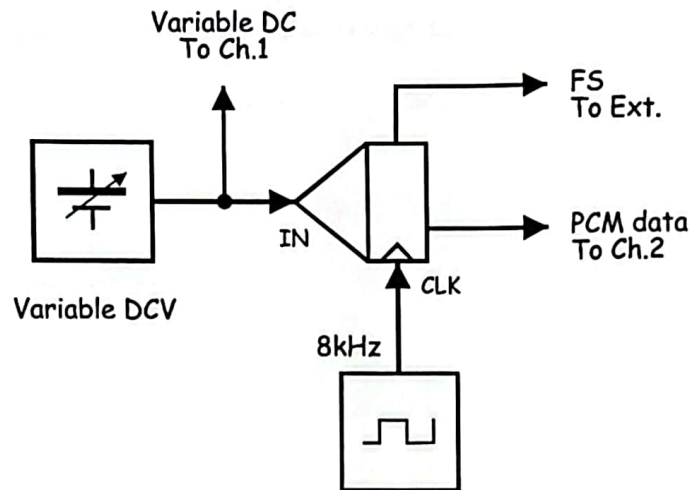 Variable DC
To Ch.1
FS
To Ext.
IN
PCM data
To Ch.2
CLK
Variable DCV
8kHz